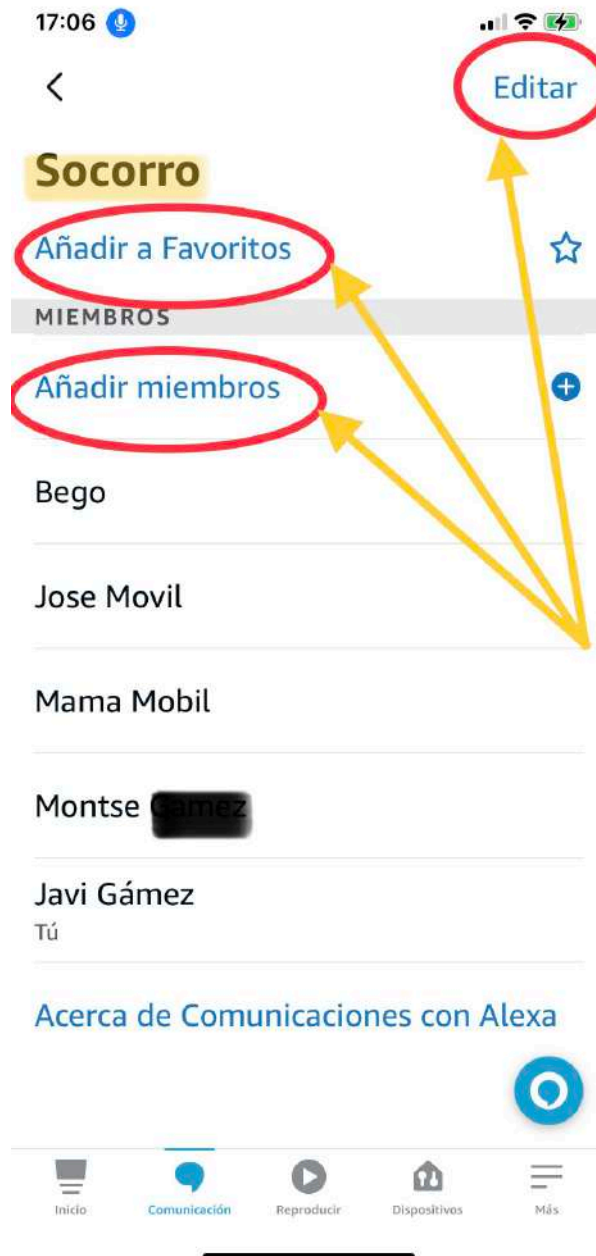 17:06
Editar
Socorro
Añadir a Favoritos
MIEMBROS
Añadir miembros
Bego
Jose Movil
Mama Mobil
Montse
Javi Gámez
Tú
Acerca de Comunicaciones con Alexa
Inicio Comunicación Reproducir Dispositivos Más